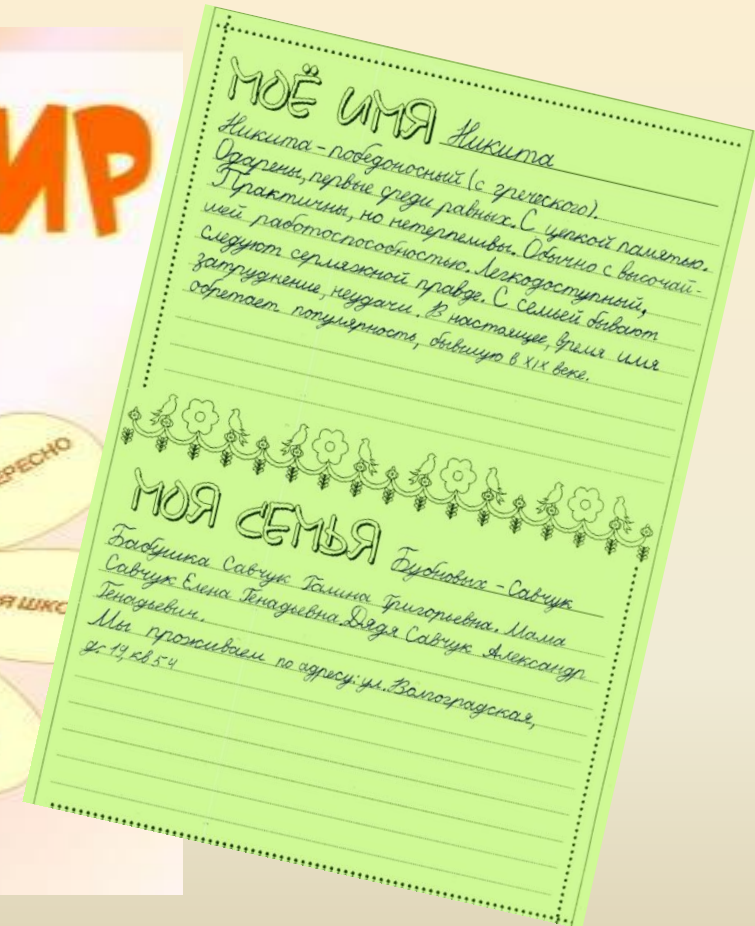 ИР
ЕРЕСНО
Я ШКО
МОЁ ИМЯ Никита
Никита - победоносный (с греческого).
Одарены, первые среди равных. С цепкой памятью.
Практичны, но нетерпеливы. Обычно с высочай-
шей работоспособностью. Легкодоступный,
следуют сермяжной правде. С семьей бывают
затруднение, неудачи. В настоящее, время имя
обретает популярность, бывшую в XIX веке.
МОЯ СЕМЬЯ Бубновых - Савчук
Бабушка Савчук Галина Григорьевна. Мама
Савчук Елена Генадьевна. Дядя Савчук Александр
Генадьевич.
Мы проживаем по адресу: ул. Волгоградская,
д. 14, кв 54